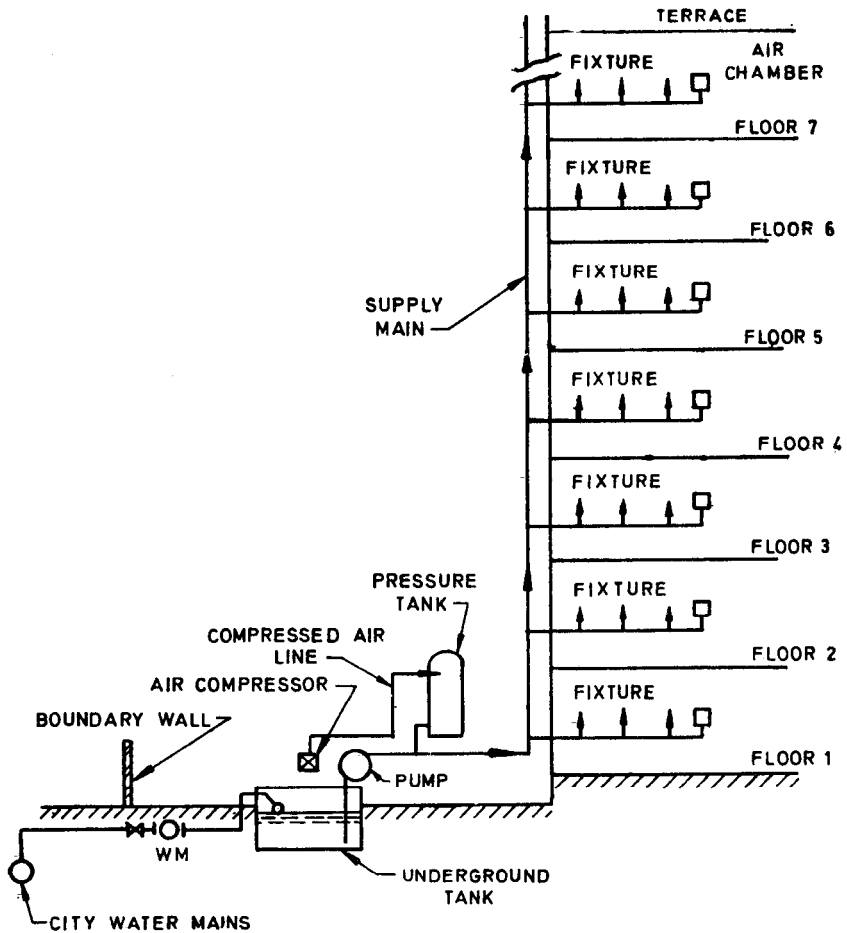 TERRACE
AIR
CHAMBER
FIXTURE
FLOOR 7
FIXTURE
FLOOR 6
FIXTURE
SUPPLY
MAIN
FLOOR 5
FIXTURE
FLOOR 4
FIXTURE
FLOOR 3
PRESSURE
TANK
FIXTURE
COMPRESSED AIR
LINE
FLOOR 2
AIR COMPRESSOR
FIXTURE
BOUNDARY WALL
FLOOR 1
PUMP
WM
UNDERGROUND
TANK
CITY WATER MAINS